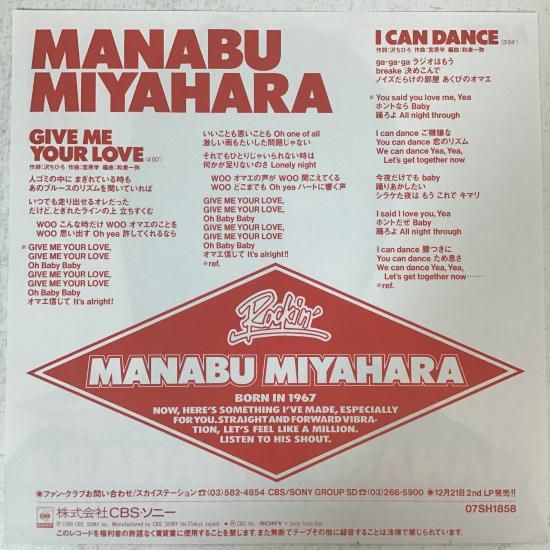 MANABU
MIYAHARA
GIVE ME
YOUR LOVE (4'00")
作詞:沢ちひろ 作曲:宮原学 編曲:和泉一弥
人ゴミの中に まぎれている時も
あのブルースのリズムを聞いていれば
いつでも走り出せるオレだった
だけど、とぎれたラインの上 立ちすくむ
WOO こんな時だけ WOO オマエのことを
WOO 思い出す Oh yea 許してくれるなら
*GIVE ME YOUR LOVE,
GIVE ME YOUR LOVE
Oh Baby Baby
GIVE ME YOUR LOVE,
GIVE ME YOUR LOVE
Oh Baby Baby
オマエ信じて It's alright!
いいことも悪いことも Oh one of all
激しい雨もたいした問題じゃない
それでもひとりじゃいられない時は
何かが足りないのさ Lonely night
WOO オマエの声が WOO 聞こえてくる
WOO どこまでも Oh yea ハートに響く声
GIVE ME YOUR LOVE,
GIVE ME YOUR LOVE,
Oh Baby Baby
GIVE ME YOUR LOVE,
GIVE ME YOUR LOVE,
Oh Baby Baby
オマエ信じて It's alright!!
*ref.
I CAN DANCE (3'54")
作詞:沢ちひろ 作曲:宮原学 編曲:和泉一弥
ga-ga-ga ラジオはもう
breake 決めこんで
ノイズだらけの部屋 あくびのオマエ
*You said you love me, Yea
ホントなら Baby
踊ろよ All night through
I can dance ご機嫌な
You can dance 恋のリズム
We can dance Yea, Yea,
Let's get together now
今夜だけでも baby
踊りあかしたい
シラケた夜は もう これで キマリ
I said I love you, Yea
ホントだぜ Baby
踊ろよ All night through
I can dance 勝つきに
You can dance ため息さ
We can dance Yea, Yea,
Let's get together now……
*ref.
Rockin'
MANABU MIYAHARA
BORN IN 1967
NOW, HERE'S SOMETHING I'VE MADE, ESPECIALLY
FOR YOU. STRAIGHT AND FORWARD VIBRA-
TION, LET'S FEEL LIKE A MILLION.
LISTEN TO HIS SHOUT.
●ファン・クラブお問い合わせ/スカイステーション☎(03)582-4854 CBS/SONY GROUP SD☎(03)266-5900 ●12月21日2nd LP発売!!
株式会社CBS・ソニー
07SH1858
Ⓟ1986 CBS/SONY Inc. Manufactured by CBS/SONY Inc.(Tokyo Japan)
このレコードを権利者の許諾なく賃貸業に使用することを禁じます。また無断でテープその他に録音することは法律で禁じられています。